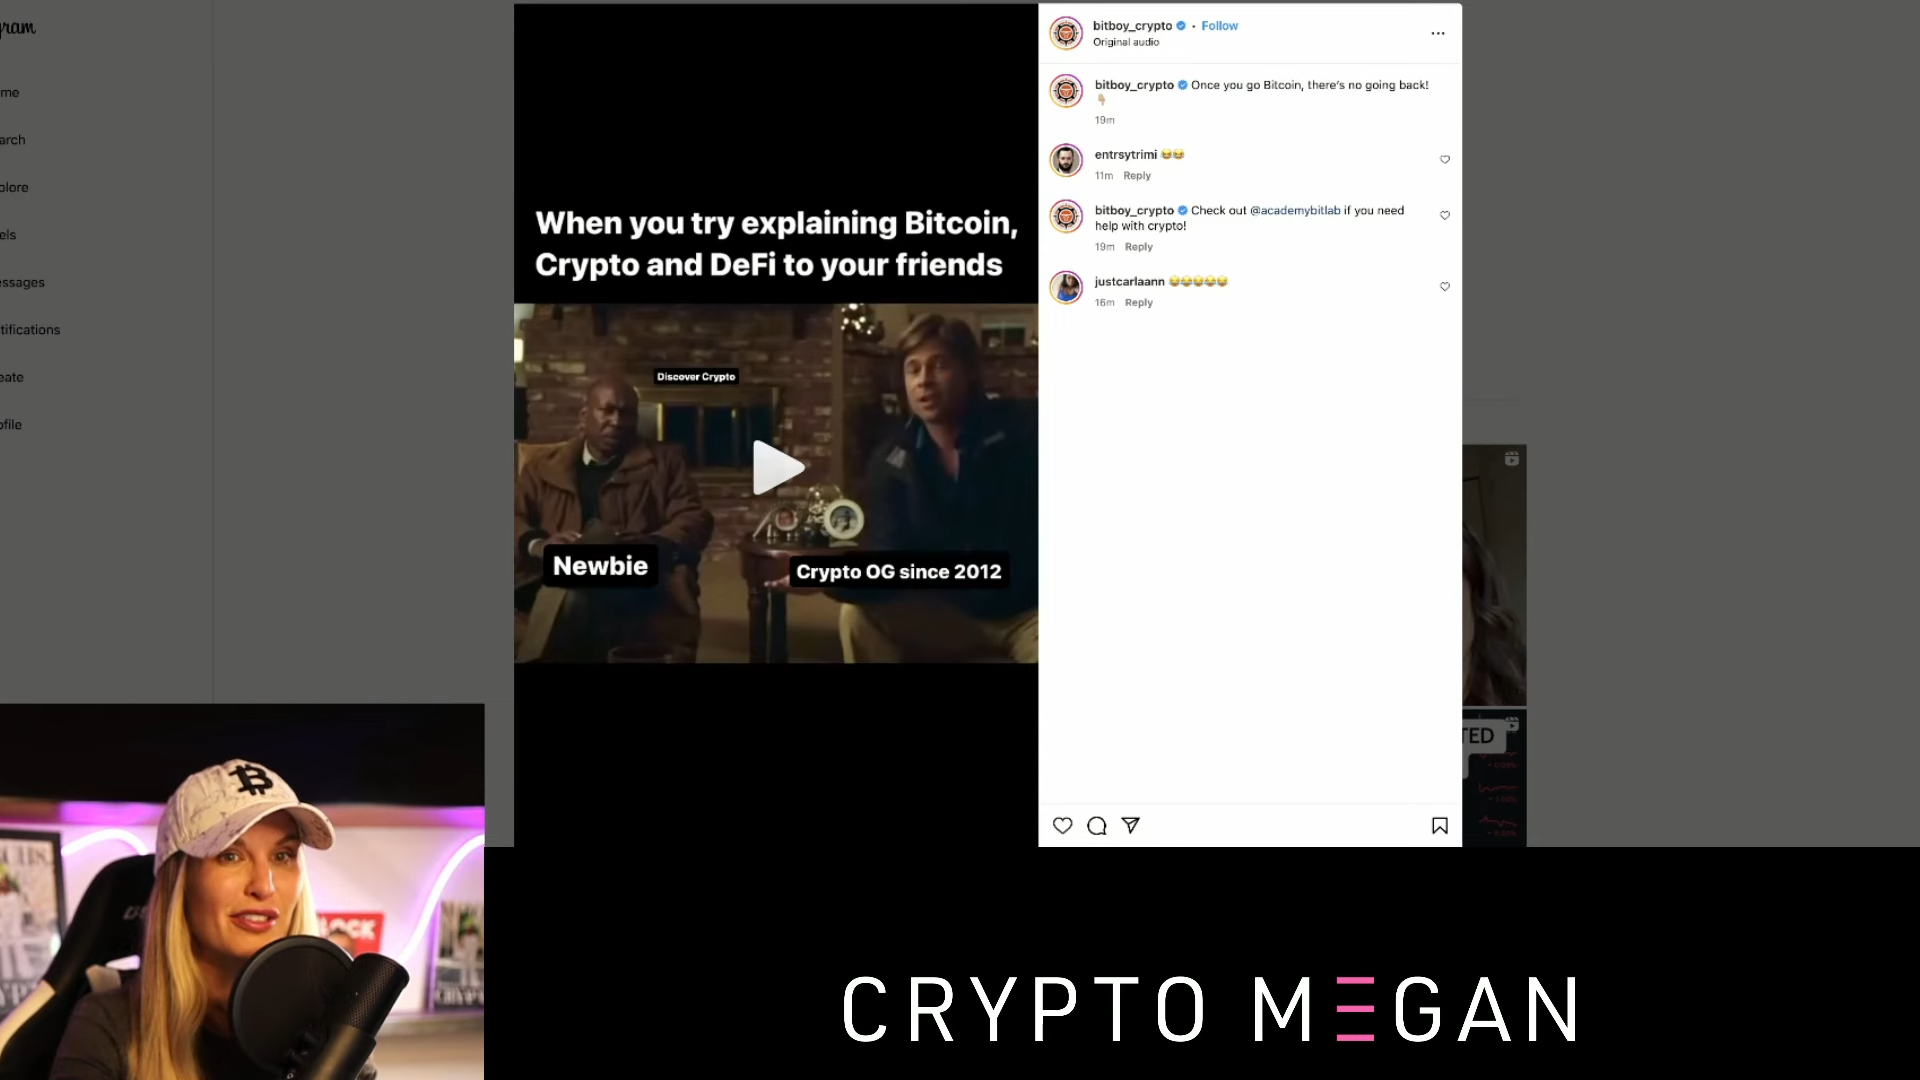 gram
me
arch
plore
els
essages
tifications
eate
ofile
When you try explaining Bitcoin,
Crypto and DeFi to your friends
Discover Crypto
Newbie
Crypto OG since 2012
bitboy_crypto • Follow
Original audio
...
bitboy_crypto Once you go Bitcoin, there's no going back!
👇🏼
19m
entrsytrimi 😂😂
11m Reply
bitboy_crypto Check out @academybitlab if you need
help with crypto!
19m Reply
justcarlaann 😂😂😂😂😂
16m Reply
TED
LOCK
CRYPTO MEGAN